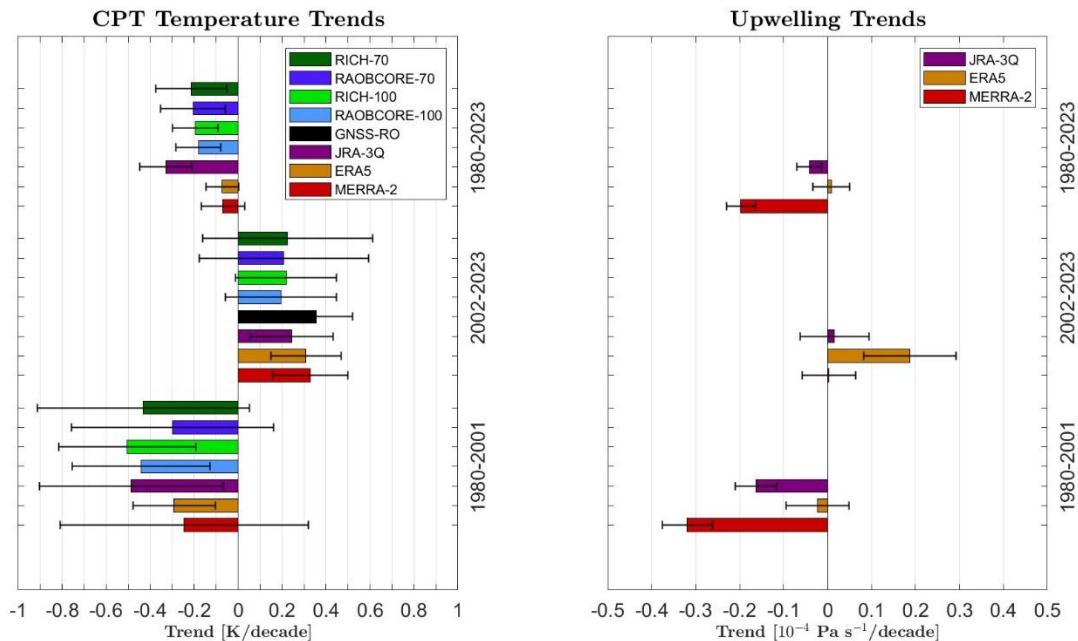 CPT Temperature Trends
RICH-70
RAOBCORE-70
RICH-100
RAOBCORE-100
GNSS-RO
JRA-3Q
ERA5
MERRA-2
1980-2023
2002-2023
1980-2001
-1 -0.8 -0.6 -0.4 -0.2 0 0.2 0.4 0.6 0.8 1
Trend [K/decade]
Upwelling Trends
JRA-3Q
ERA5
MERRA-2
1980-2023
2002-2023
1980-2001
-0.5 -0.4 -0.3 -0.2 -0.1 0 0.1 0.2 0.3 0.4 0.5
Trend [10⁻⁴ Pa s⁻¹/decade]